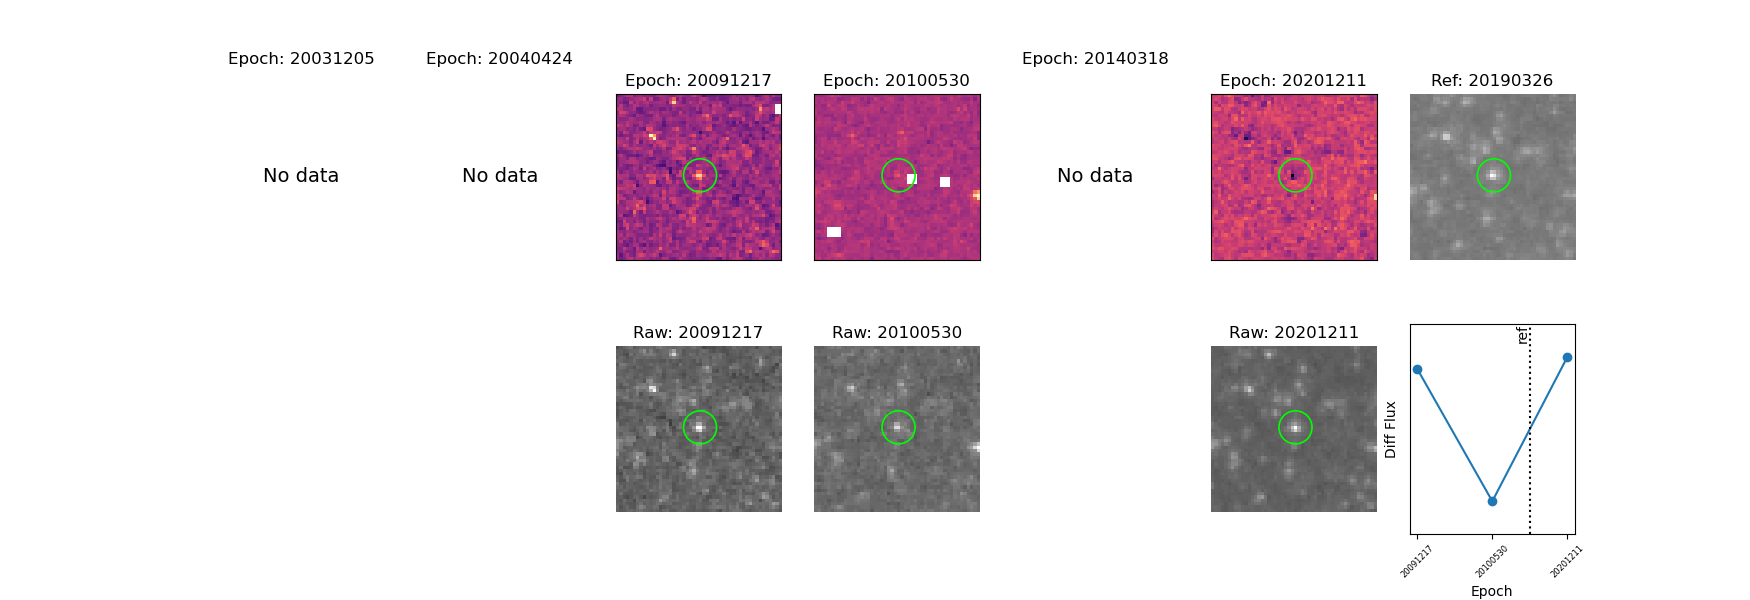 Epoch: 20031205
Epoch: 20040424
Epoch: 20091217
Epoch: 20100530
Epoch: 20140318
Epoch: 20201211
Ref: 20190326
No data
No data
No data
Raw: 20091217
Raw: 20100530
Raw: 20201211
ref
Diff Flux
20091217
20100530
20201211
Epoch